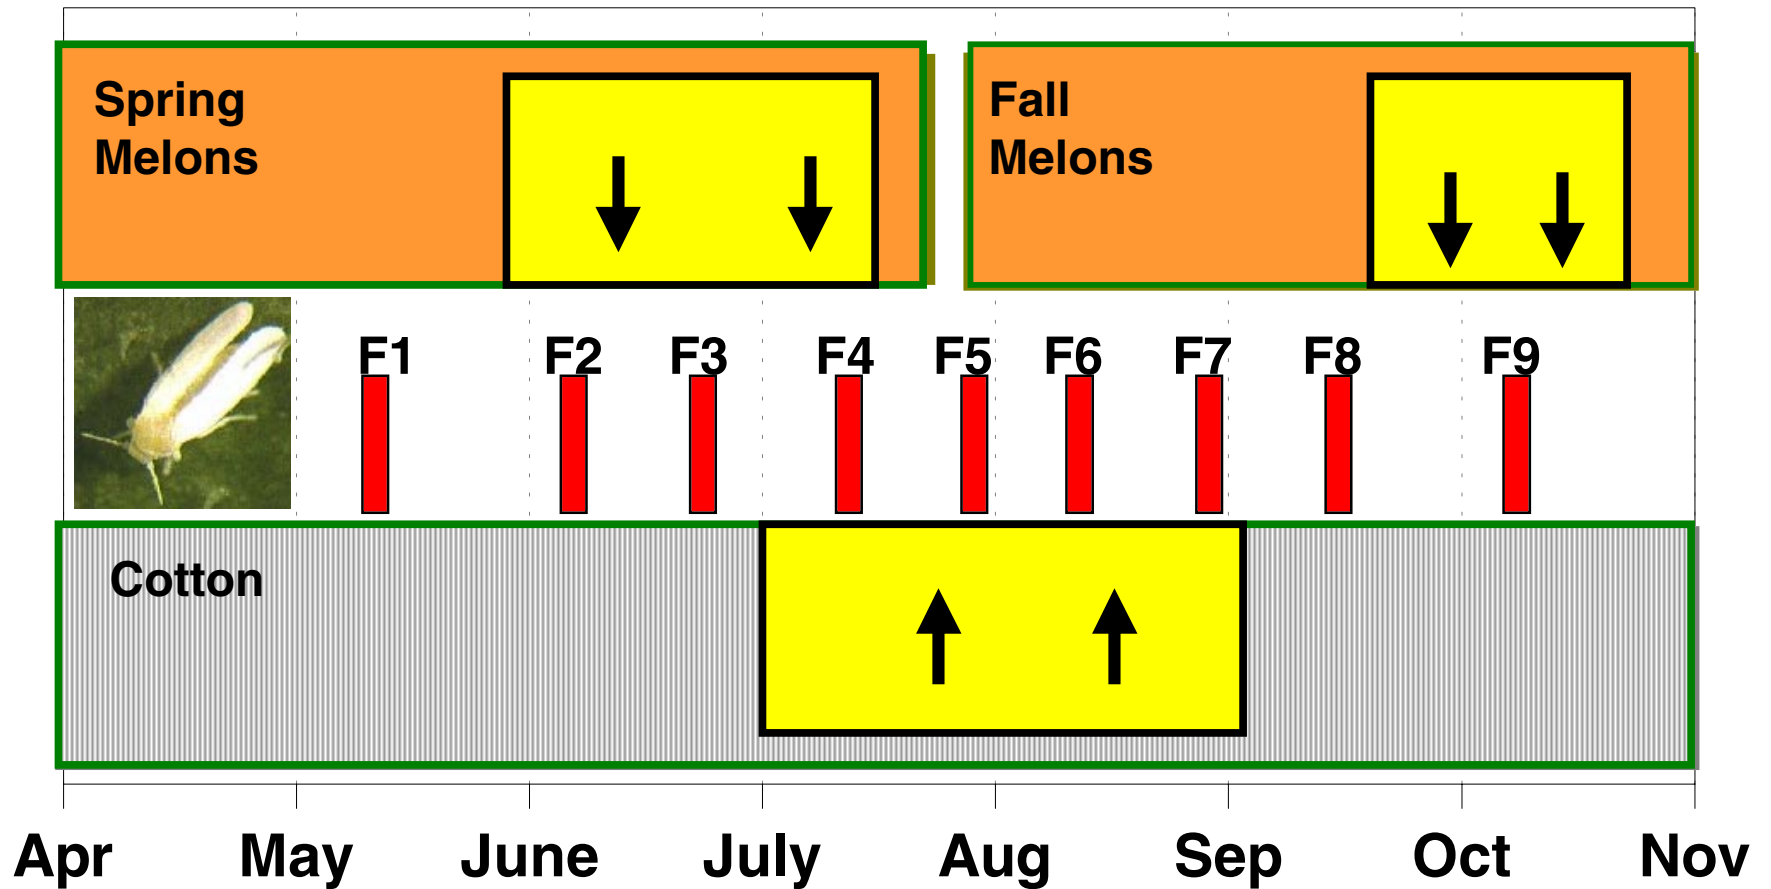 Spring
Melons
Fall
Melons
F1 F2 F3 F4 F5 F6 F7 F8 F9
Cotton
Apr May June July Aug Sep Oct Nov